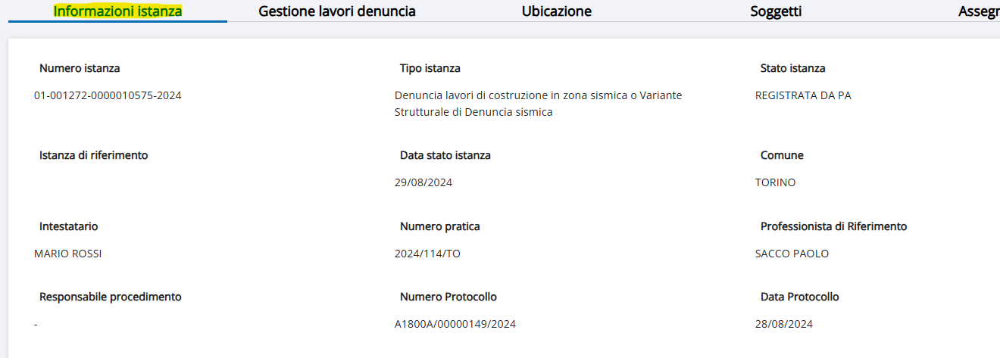 Informazioni istanza Gestione lavori denuncia Ubicazione Soggetti Assegn
Numero istanza Tipo istanza Stato istanza
01-001272-0000010575-2024 Denuncia lavori di costruzione in zona sismica o Variante REGISTRATA DA PA
Strutturale di Denuncia sismica
Istanza di riferimento Data stato istanza Comune
29/08/2024 TORINO
Intestatario Numero pratica Professionista di Riferimento
MARIO ROSSI 2024/114/TO SACCO PAOLO
Responsabile procedimento Numero Protocollo Data Protocollo
- A1800A/00000149/2024 28/08/2024